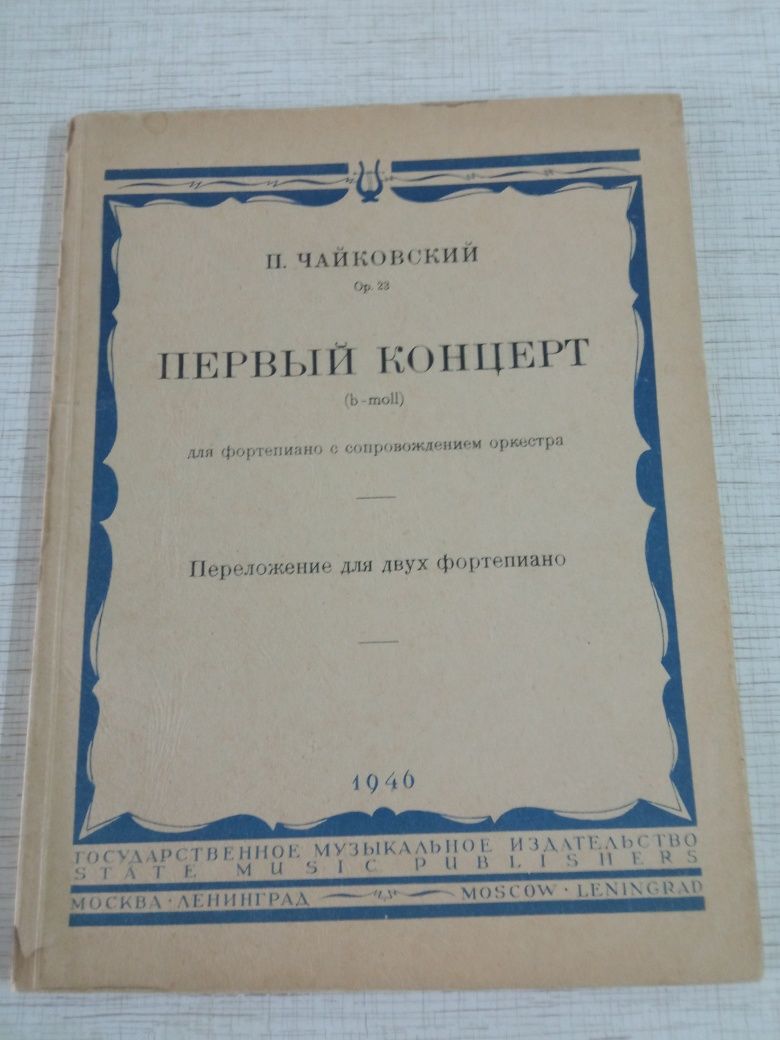 П. ЧАЙКОВСКИЙ
Op. 23
ПЕРВЫЙ КОНЦЕРТ
(b-moll)
для фортепиано с сопровождением оркестра
Переложение для двух фортепиано
1946
ГОСУДАРСТВЕННОЕ МУЗЫКАЛЬНОЕ ИЗДАТЕЛЬСТВО
STATE MUSIC PUBLISHERS
МОСКВА · ЛЕНИНГРАД MOSCOW · LENINGRAD